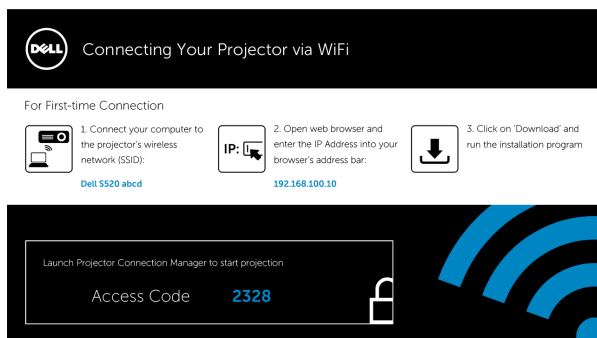 DELL
Connecting Your Projector via WiFi
For First-time Connection
1. Connect your computer to
the projector's wireless
network (SSID):
Dell S520 abcd
IP:
2. Open web browser and
enter the IP Address into your
browser's address bar:
192.168.100.10
3. Click on 'Download' and
run the installation program
Launch Projector Connection Manager to start projection
Access Code 2328